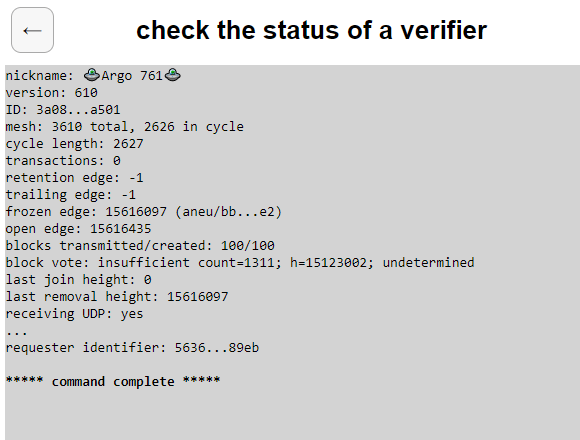 ←
check the status of a verifier
nickname: 🛸Argo 761🛸
version: 610
ID: 3a08...a501
mesh: 3610 total, 2626 in cycle
cycle length: 2627
transactions: 0
retention edge: -1
trailing edge: -1
frozen edge: 15616097 (aneu/bb...e2)
open edge: 15616435
blocks transmitted/created: 100/100
block vote: insufficient count=1311; h=15123002; undetermined
last join height: 0
last removal height: 15616097
receiving UDP: yes
...
requester identifier: 5636...89eb
***** command complete *****